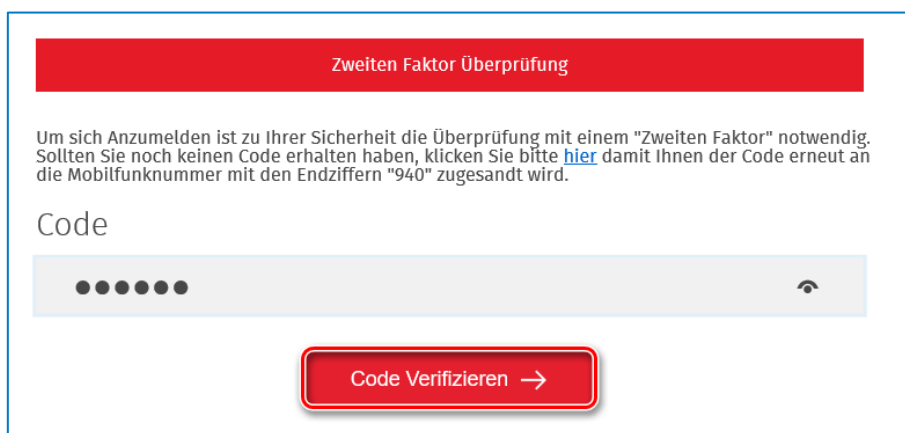 Zweiten Faktor Überprüfung
Um sich Anzumelden ist zu Ihrer Sicherheit die Überprüfung mit einem "Zweiten Faktor" notwendig.
Sollten Sie noch keinen Code erhalten haben, klicken Sie bitte hier damit Ihnen der Code erneut an
die Mobilfunknummer mit den Endziffern "940" zugesandt wird.
Code
●●●●●●
Code Verifizieren →